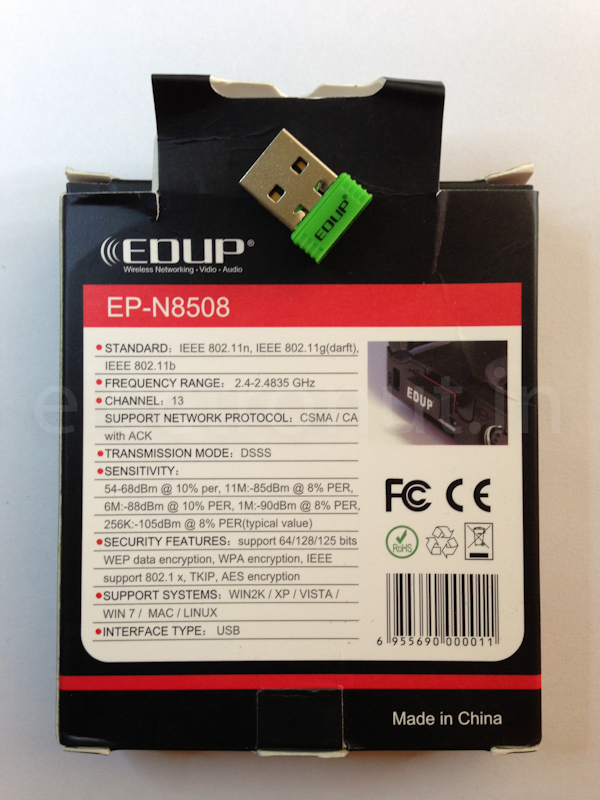 EDUP
EDUP®
Wireless Networking • Video • Audio
EP-N8508
• STANDARD: IEEE 802.11n, IEEE 802.11g(darft),
IEEE 802.11b
• FREQUENCY RANGE: 2.4-2.4835 GHz
• CHANNEL: 13
SUPPORT NETWORK PROTOCOL: CSMA / CA
with ACK
• TRANSMISSION MODE: DSSS
• SENSITIVITY:
54-68dBm @ 10% per, 11M:-85dBm @ 8% PER,
6M:-88dBm @ 10% PER, 1M:-90dBm @ 8% PER,
256K:-105dBm @ 8% PER(typical value)
• SECURITY FEATURES: support 64/128/125 bits
WEP data encryption, WPA encryption, IEEE
support 802.1 x, TKIP, AES encryption
• SUPPORT SYSTEMS: WIN2K / XP / VISTA /
WIN 7 / MAC / LINUX
• INTERFACE TYPE: USB
EDUP
FC CE
RoHS
6 955690 000011
Made in China